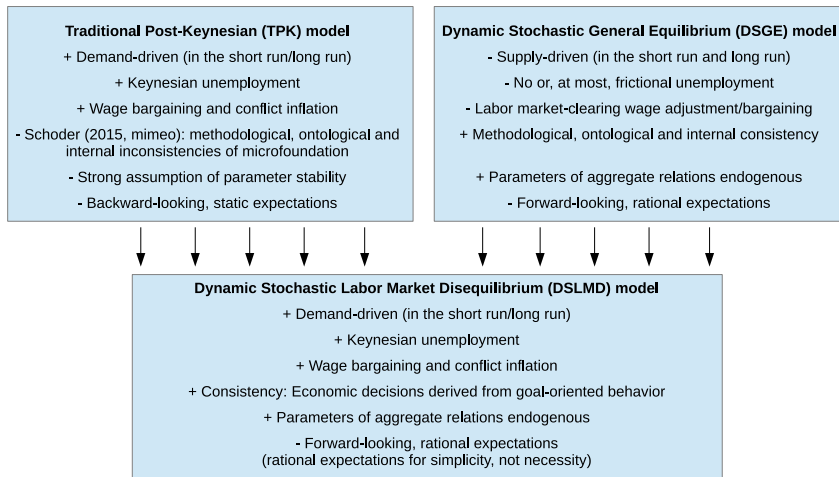 Traditional Post-Keynesian (TPK) model
+ Demand-driven (in the short run/long run)
+ Keynesian unemployment
+ Wage bargaining and conflict inflation
- Schoder (2015, mimeo): methodological, ontological and
internal inconsistencies of microfoundation
- Strong assumption of parameter stability
- Backward-looking, static expectations
Dynamic Stochastic General Equilibrium (DSGE) model
- Supply-driven (in the short run and long run)
- No or, at most, frictional unemployment
- Labor market-clearing wage adjustment/bargaining
+ Methodological, ontological and internal consistency
+ Parameters of aggregate relations endogenous
- Forward-looking, rational expectations
Dynamic Stochastic Labor Market Disequilibrium (DSLMD) model
+ Demand-driven (in the short run/long run)
+ Keynesian unemployment
+ Wage bargaining and conflict inflation
+ Consistency: Economic decisions derived from goal-oriented behavior
+ Parameters of aggregate relations endogenous
- Forward-looking, rational expectations
(rational expectations for simplicity, not necessity)